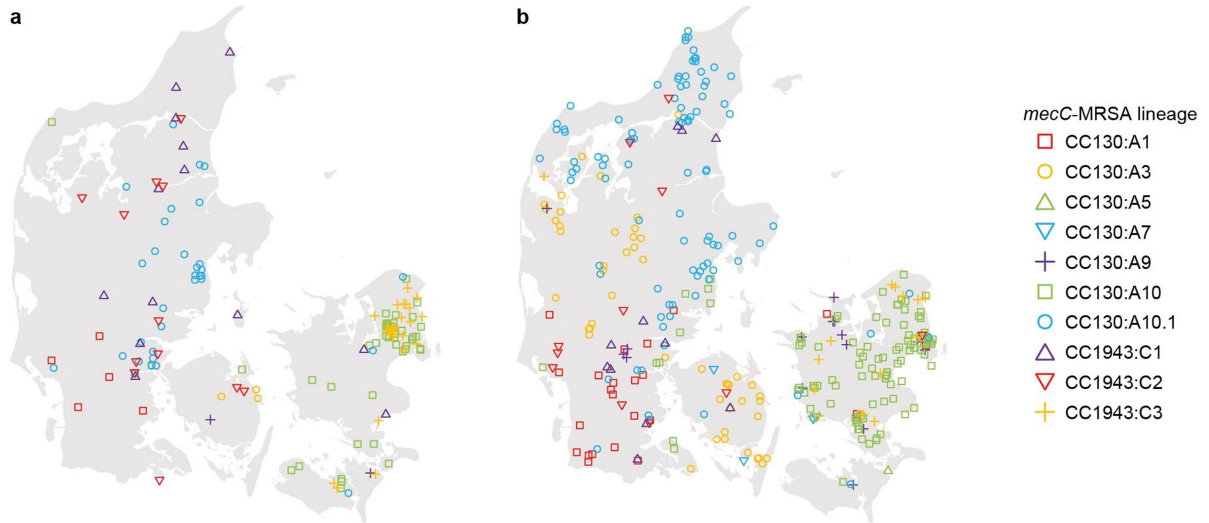 a
b
mecC-MRSA lineage
CC130:A1
CC130:A3
CC130:A5
CC130:A7
CC130:A9
CC130:A10
CC130:A10.1
CC1943:C1
CC1943:C2
CC1943:C3